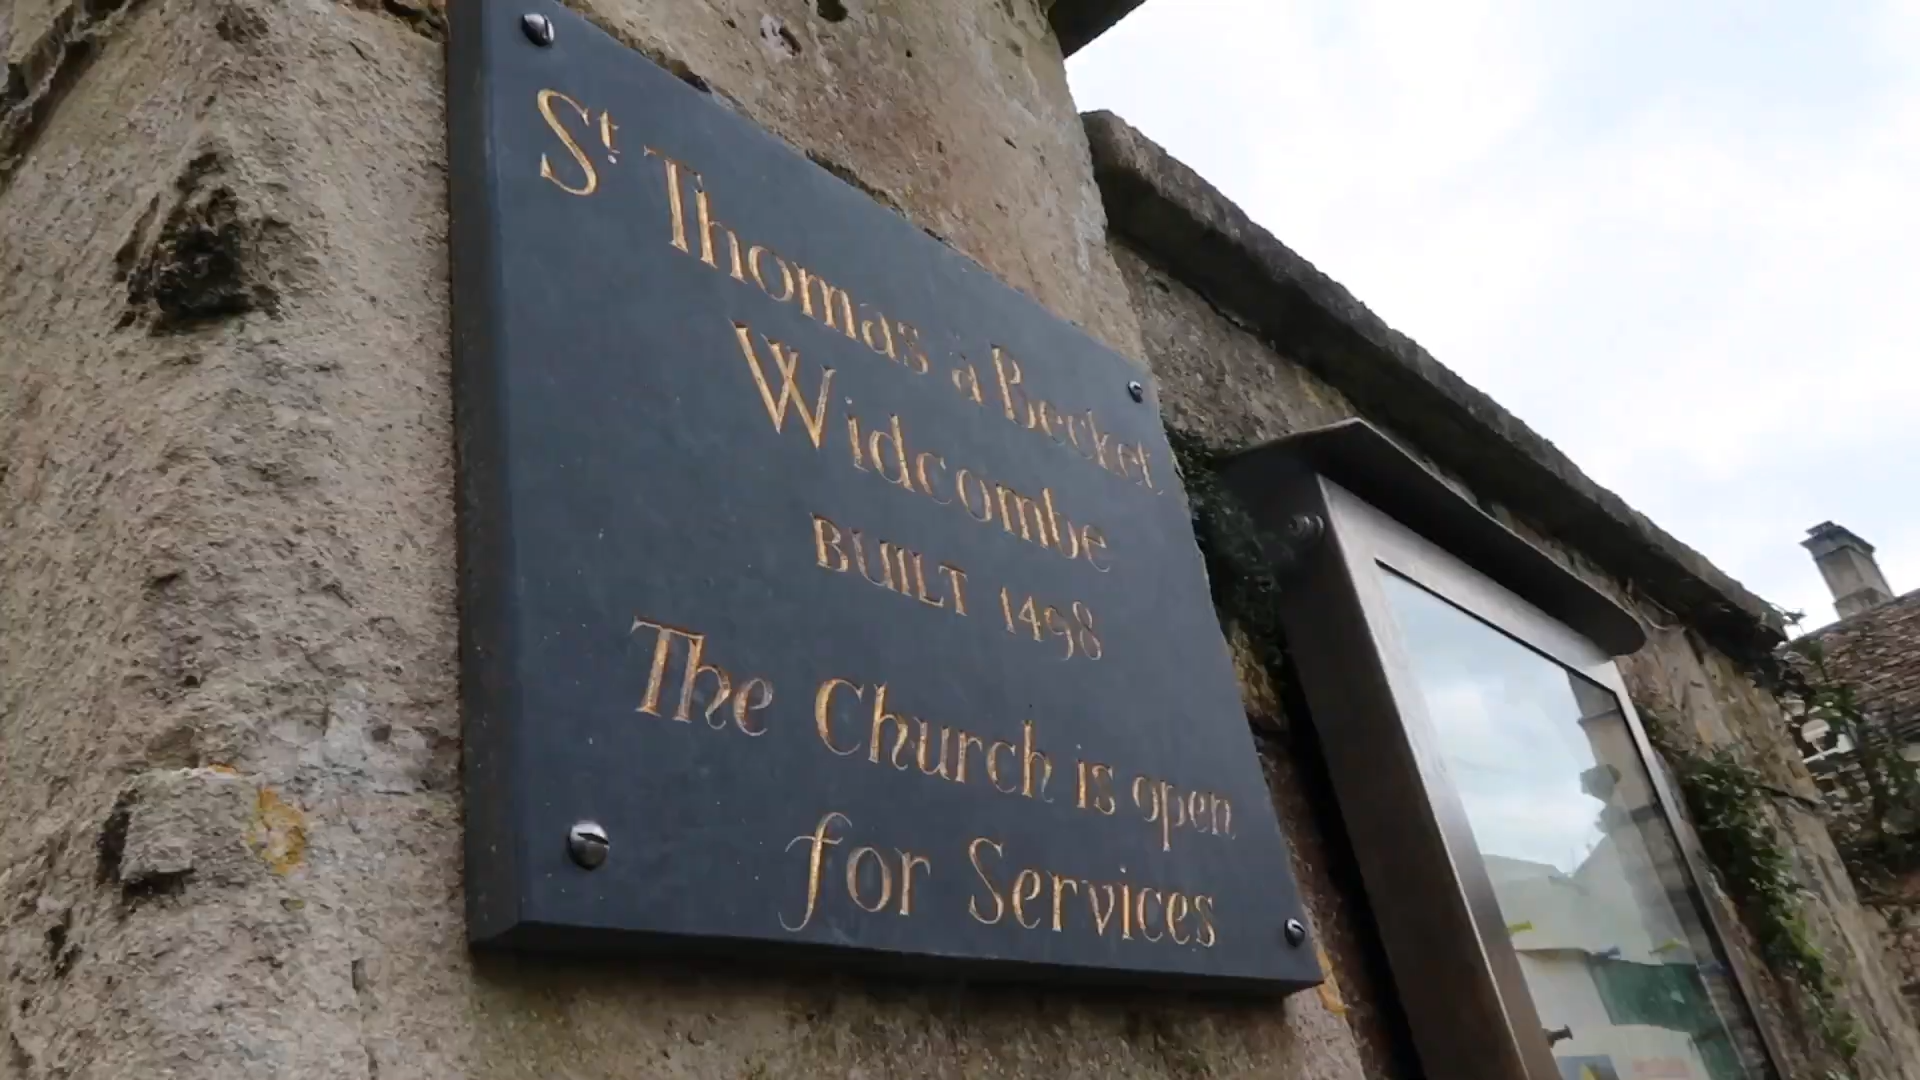 St Thomas à Becket.
Widcombe
BUILT 1498
The Church is open
for Services